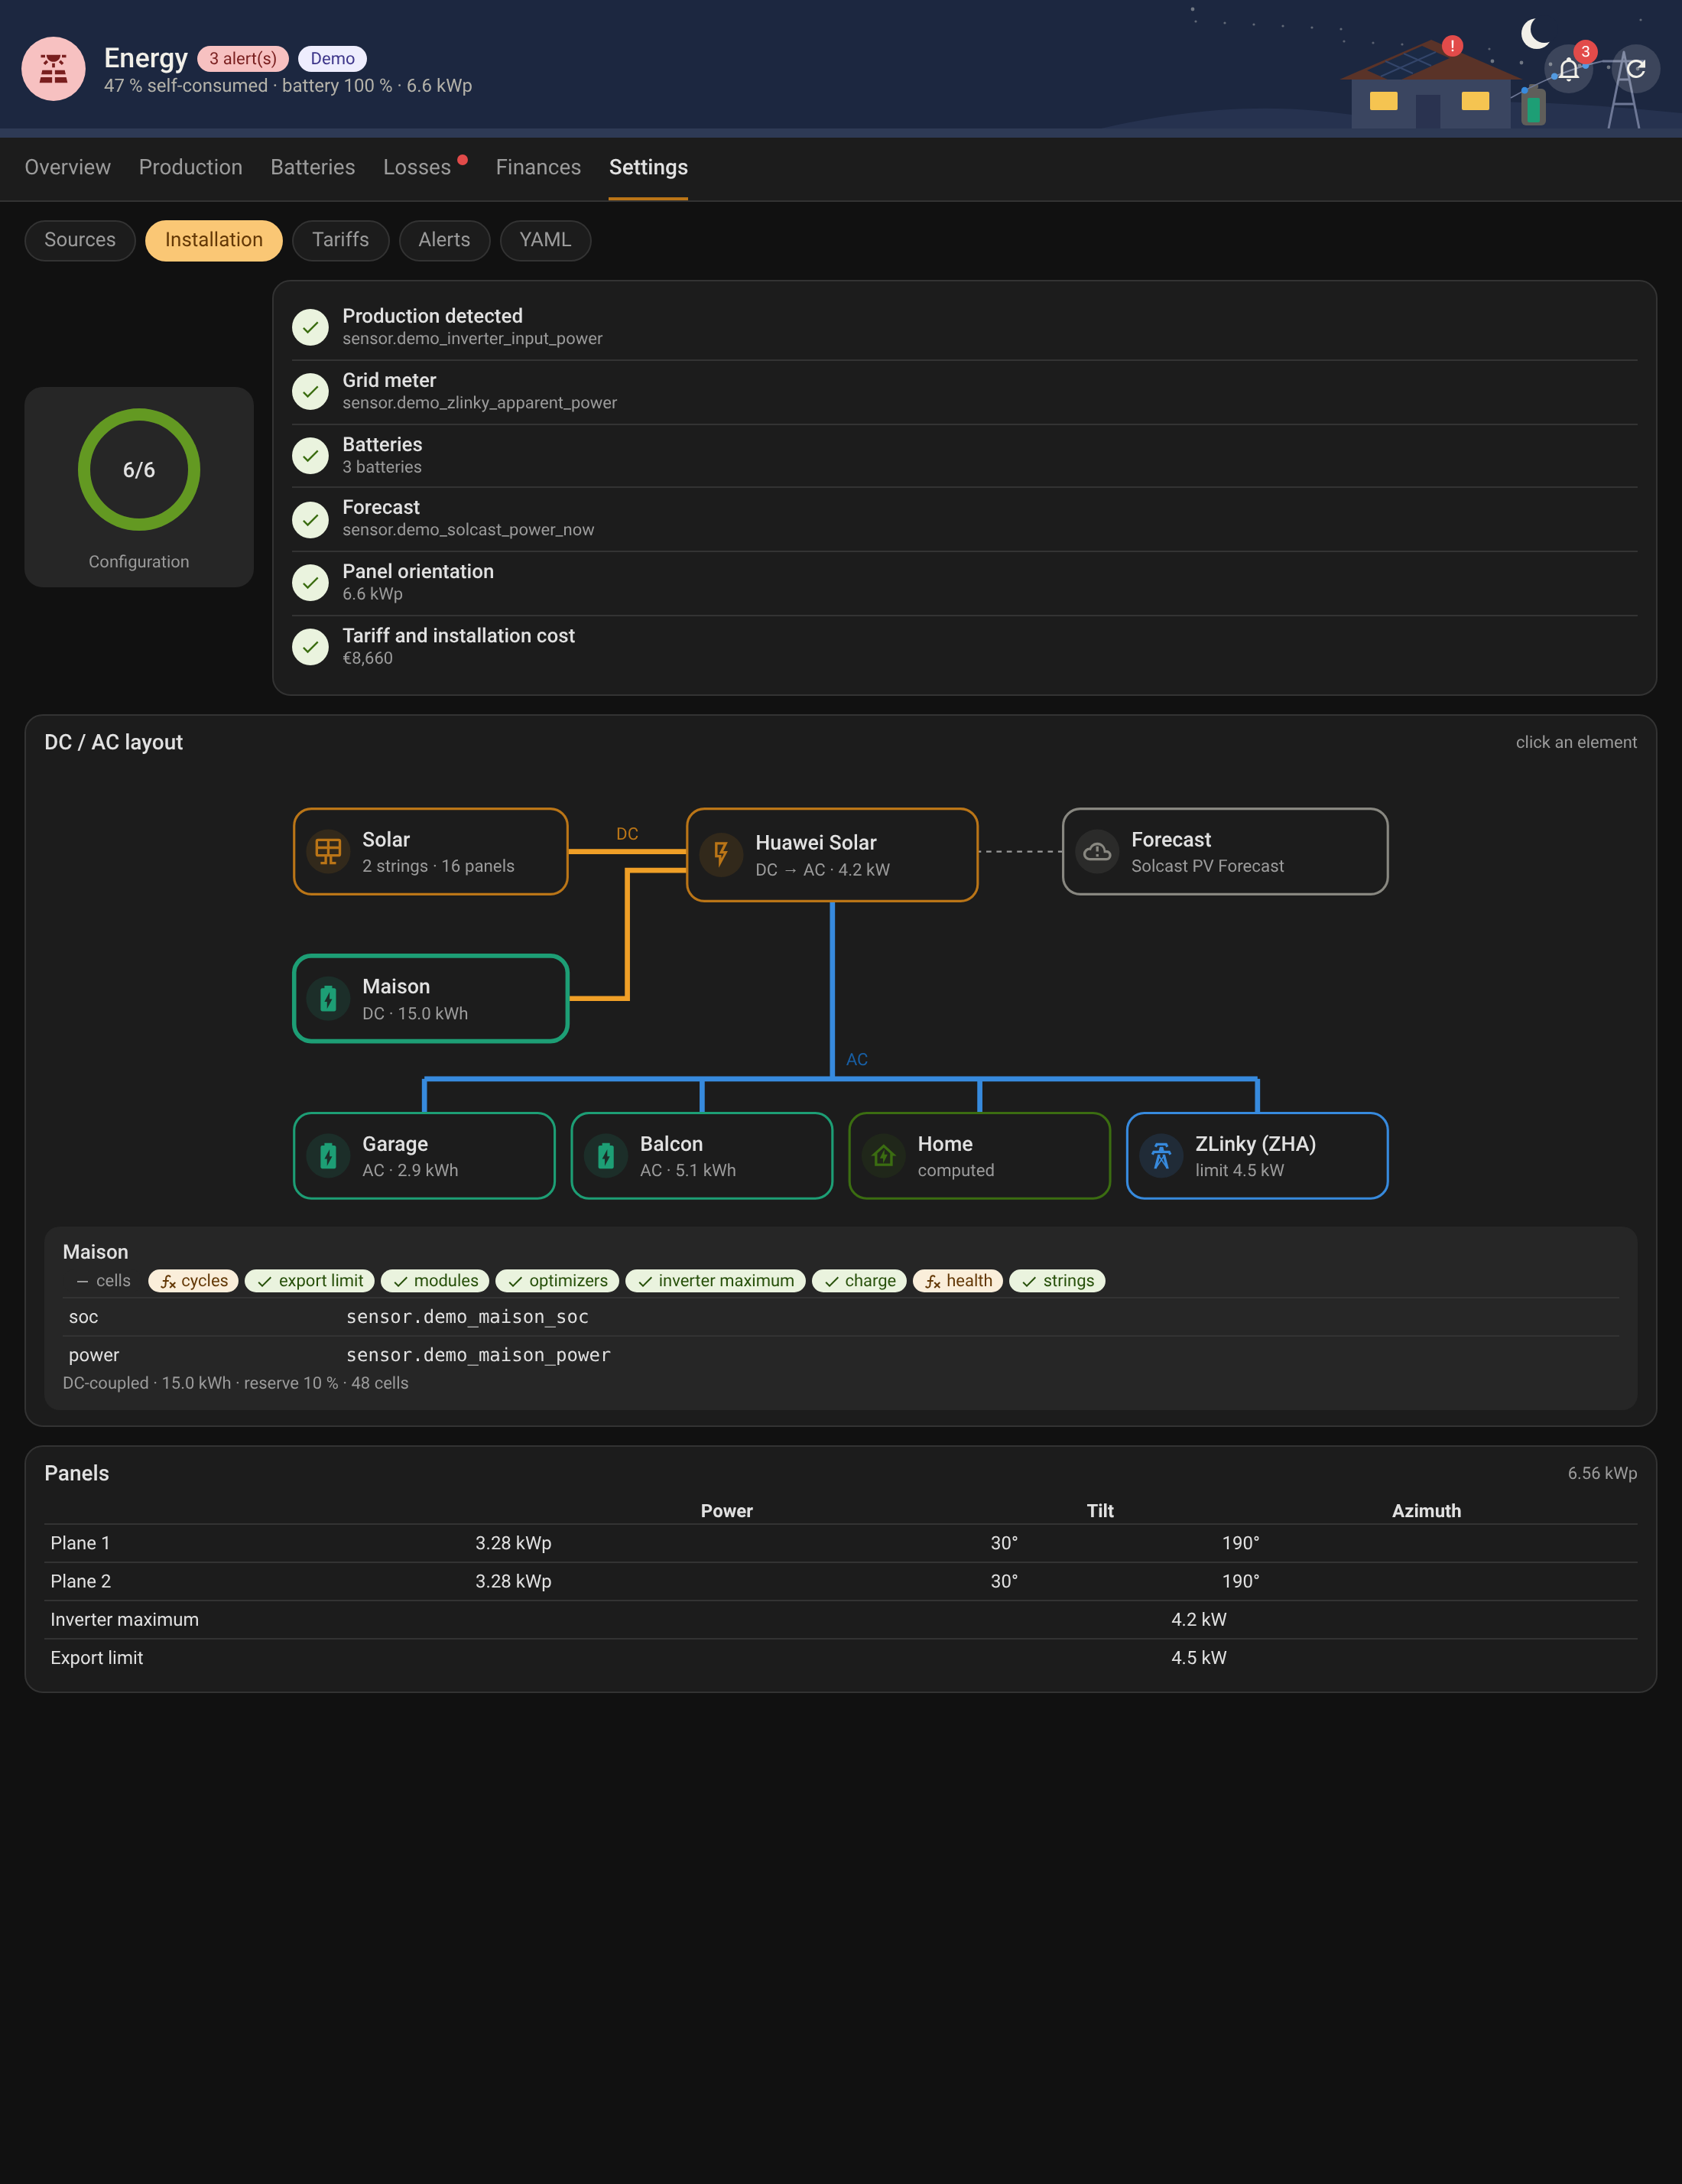 Energy 3 alert(s) Demo
47 % self-consumed · battery 100 % · 6.6 kWp
!
3
Overview Production Batteries Losses Finances Settings
Sources Installation Tariffs Alerts YAML
6/6
Configuration
Production detected
sensor.demo_inverter_input_power
Grid meter
sensor.demo_zlinky_apparent_power
Batteries
3 batteries
Forecast
sensor.demo_solcast_power_now
Panel orientation
6.6 kWp
Tariff and installation cost
€8,660
DC / AC layout click an element
Solar
2 strings · 16 panels
DC
Huawei Solar
DC → AC · 4.2 kW
Forecast
Solcast PV Forecast
Maison
DC · 15.0 kWh
AC
Garage
AC · 2.9 kWh
Balcon
AC · 5.1 kWh
Home
computed
ZLinky (ZHA)
limit 4.5 kW
Maison
— cells fx cycles ✓ export limit ✓ modules ✓ optimizers ✓ inverter maximum ✓ charge fx health ✓ strings
soc sensor.demo_maison_soc
power sensor.demo_maison_power
DC-coupled · 15.0 kWh · reserve 10 % · 48 cells
Panels 6.56 kWp
Power Tilt Azimuth
Plane 1 3.28 kWp 30° 190°
Plane 2 3.28 kWp 30° 190°
Inverter maximum 4.2 kW
Export limit 4.5 kW